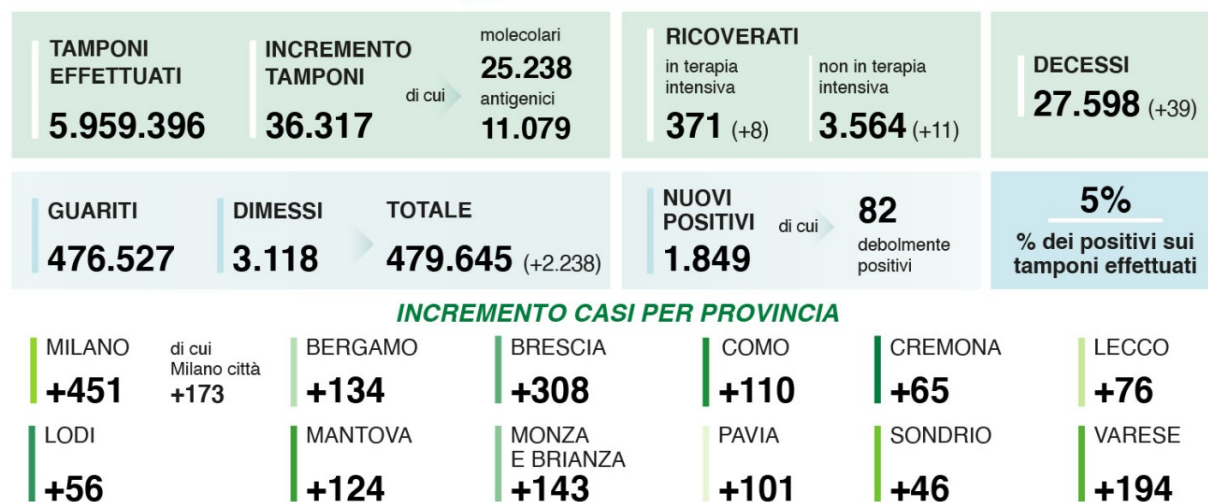 TAMPONI
EFFETTUATI
5.959.396
INCREMENTO
TAMPONI
36.317
di cui
molecolari
25.238
antigenici
11.079
RICOVERATI
in terapia
intensiva
371 (+8)
non in terapia
intensiva
3.564 (+11)
DECESSI
27.598 (+39)
GUARITI
476.527
DIMESSI
3.118
TOTALE
479.645 (+2.238)
NUOVI
POSITIVI
1.849
di cui
82
debolmente
positivi
5%
% dei positivi sui
tamponi effettuati
INCREMENTO CASI PER PROVINCIA
MILANO
+451
di cui
Milano città
+173
BERGAMO
+134
BRESCIA
+308
COMO
+110
CREMONA
+65
LECCO
+76
LODI
+56
MANTOVA
+124
MONZA
E BRIANZA
+143
PAVIA
+101
SONDRIO
+46
VARESE
+194